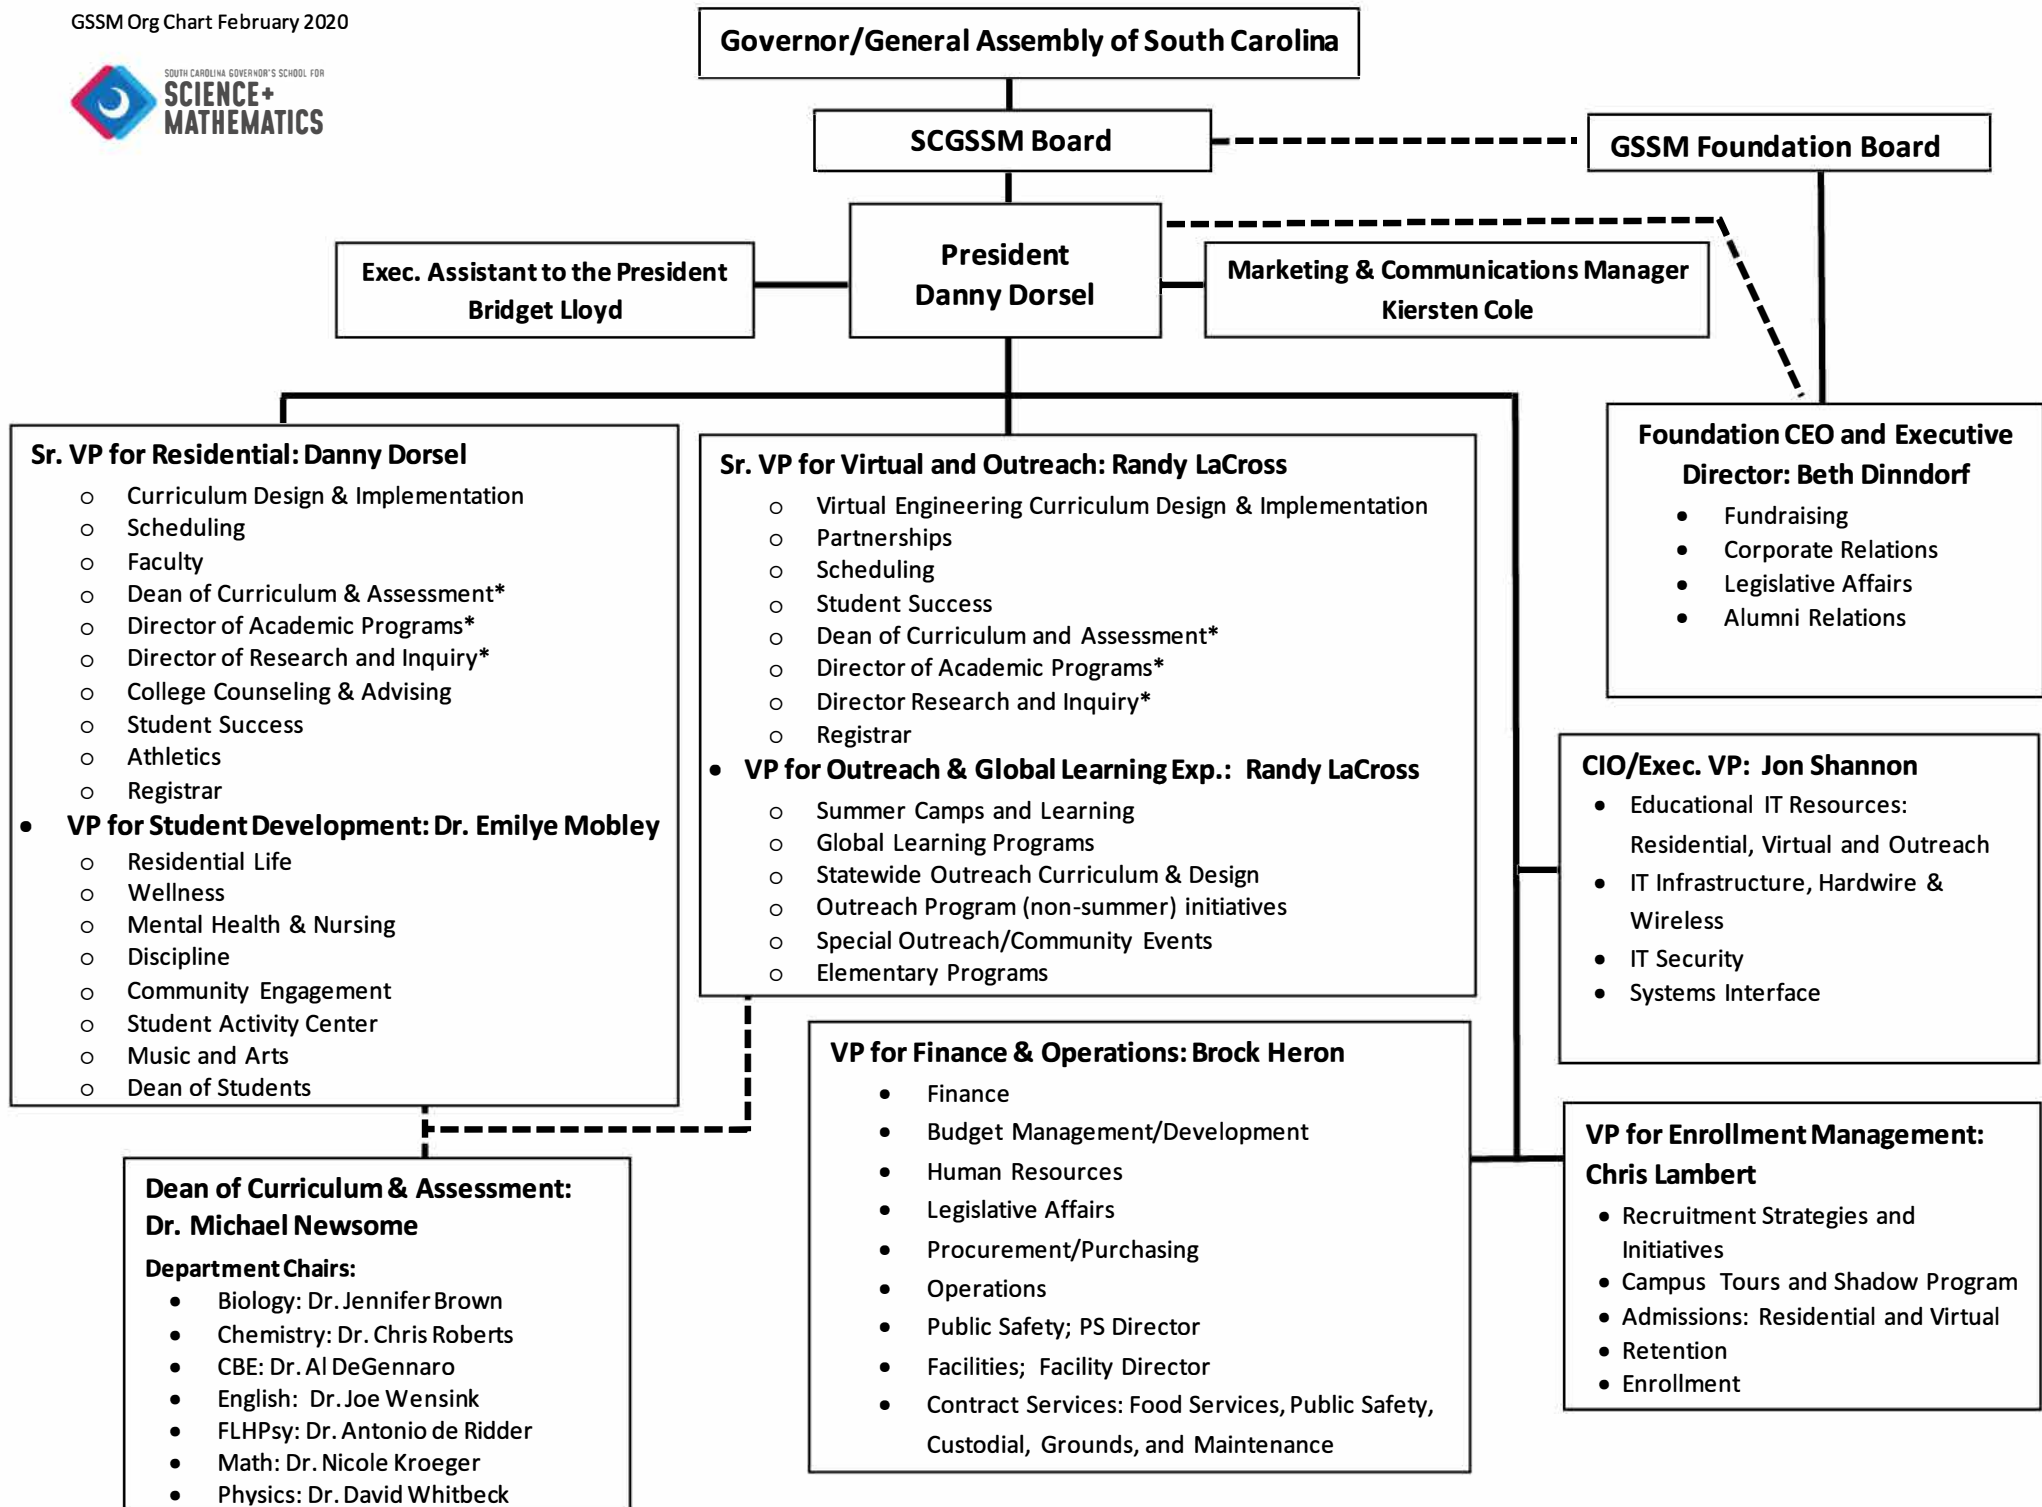 GSSM Org Chart February 2020
SOUTH CAROLINA GOVERNOR'S SCHOOL FOR
SCIENCE+
MATHEMATICS
Governor/General Assembly of South Carolina
SCGSSM Board
GSSM Foundation Board
President
Danny Dorsel
Exec. Assistant to the President
Bridget Lloyd
Marketing & Communications Manager
Kiersten Cole
Sr. VP for Residential: Danny Dorsel
o Curriculum Design & Implementation
o Scheduling
o Faculty
o Dean of Curriculum & Assessment*
o Director of Academic Programs*
o Director of Research and Inquiry*
o College Counseling & Advising
o Student Success
o Athletics
o Registrar
• VP for Student Development: Dr. Emilye Mobley
o Residential Life
o Wellness
o Mental Health & Nursing
o Discipline
o Community Engagement
o Student Activity Center
o Music and Arts
o Dean of Students
Sr. VP for Virtual and Outreach: Randy LaCross
o Virtual Engineering Curriculum Design & Implementation
o Partnerships
o Scheduling
o Student Success
o Dean of Curriculum and Assessment*
o Director of Academic Programs*
o Director Research and Inquiry*
o Registrar
• VP for Outreach & Global Learning Exp.: Randy LaCross
o Summer Camps and Learning
o Global Learning Programs
o Statewide Outreach Curriculum & Design
o Outreach Program (non-summer) initiatives
o Special Outreach/Community Events
o Elementary Programs
Foundation CEO and Executive
Director: Beth Dinndorf
• Fundraising
• Corporate Relations
• Legislative Affairs
• Alumni Relations
CIO/Exec. VP: Jon Shannon
• Educational IT Resources:
Residential, Virtual and Outreach
• IT Infrastructure, Hardwire &
Wireless
• IT Security
• Systems Interface
VP for Finance & Operations: Brock Heron
• Finance
• Budget Management/Development
• Human Resources
• Legislative Affairs
• Procurement/Purchasing
• Operations
• Public Safety; PS Director
• Facilities; Facility Director
• Contract Services: Food Services, Public Safety,
Custodial, Grounds, and Maintenance
VP for Enrollment Management:
Chris Lambert
• Recruitment Strategies and
Initiatives
• Campus Tours and Shadow Program
• Admissions: Residential and Virtual
• Retention
• Enrollment
Dean of Curriculum & Assessment:
Dr. Michael Newsome
Department Chairs:
• Biology: Dr. Jennifer Brown
• Chemistry: Dr. Chris Roberts
• CBE: Dr. Al DeGennaro
• English: Dr. Joe Wensink
• FLHPsy: Dr. Antonio de Ridder
• Math: Dr. Nicole Kroeger
• Physics: Dr. David Whitbeck